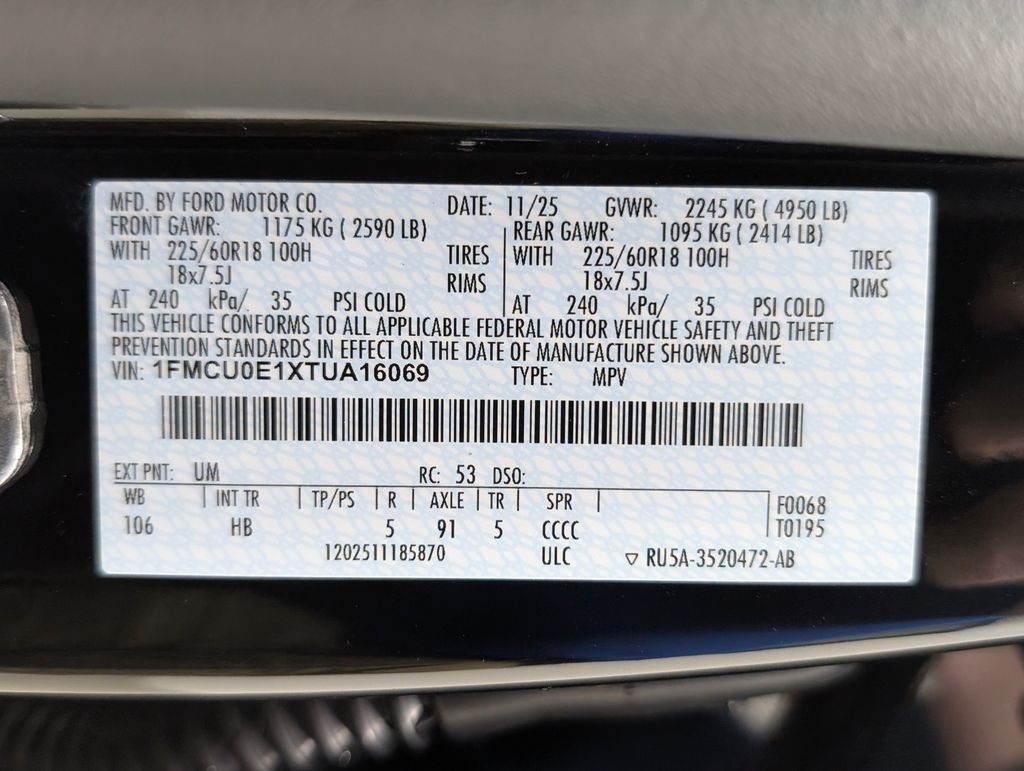 MFD. BY FORD MOTOR CO. DATE: 11/25 GVWR: 2245 KG ( 4950 LB)
FRONT GAWR: 1175 KG ( 2590 LB) REAR GAWR: 1095 KG ( 2414 LB)
WITH 225/60R18 100H TIRES WITH 225/60R18 100H TIRES
18x7.5J RIMS 18x7.5J RIMS
AT 240 kPa/ 35 PSI COLD AT 240 kPa/ 35 PSI COLD
THIS VEHICLE CONFORMS TO ALL APPLICABLE FEDERAL MOTOR VEHICLE SAFETY AND THEFT
PREVENTION STANDARDS IN EFFECT ON THE DATE OF MANUFACTURE SHOWN ABOVE.
VIN: 1FMCU0E1XTUA16069 TYPE: MPV
EXT PNT: UM RC: 53 DSO:
WB INT TR TP/PS R AXLE TR SPR F0068
106 HB 5 91 5 CCCC T0195
1202511185870 ULC ▽ RU5A-3520472-AB